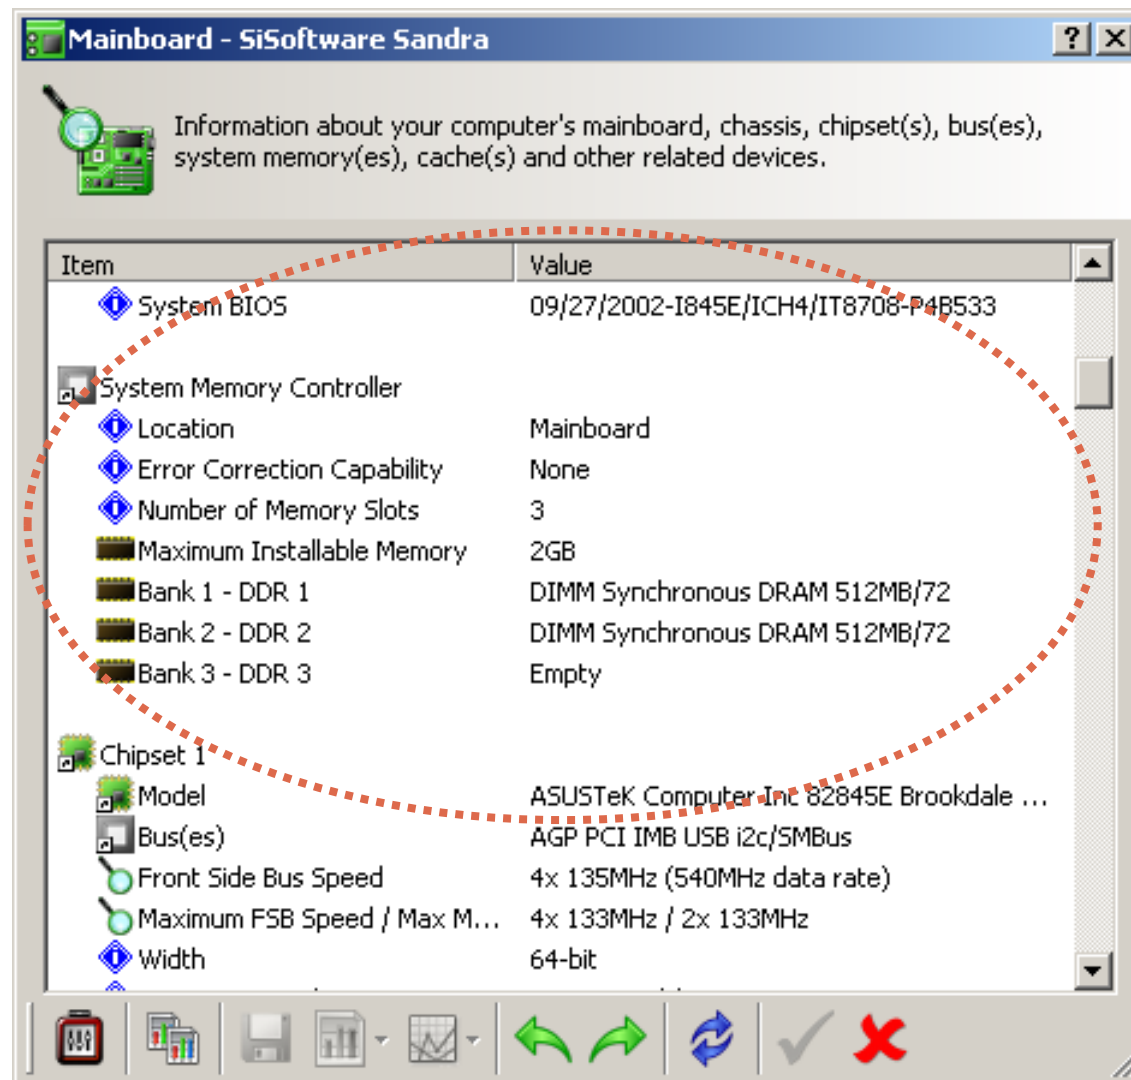 Mainboard - SiSoftware Sandra
Information about your computer's mainboard, chassis, chipset(s), bus(es),
system memory(es), cache(s) and other related devices.
Item Value
System BIOS 09/27/2002-I845E/ICH4/IT8708-P4B533
System Memory Controller
Location Mainboard
Error Correction Capability None
Number of Memory Slots 3
Maximum Installable Memory 2GB
Bank 1 - DDR 1 DIMM Synchronous DRAM 512MB/72
Bank 2 - DDR 2 DIMM Synchronous DRAM 512MB/72
Bank 3 - DDR 3 Empty
Chipset 1
Model ASUSTeK Computer Inc 82845E Brookdale ...
Bus(es) AGP PCI IMB USB i2c/SMBus
Front Side Bus Speed 4x 135MHz (540MHz data rate)
Maximum FSB Speed / Max M... 4x 133MHz / 2x 133MHz
Width 64-bit